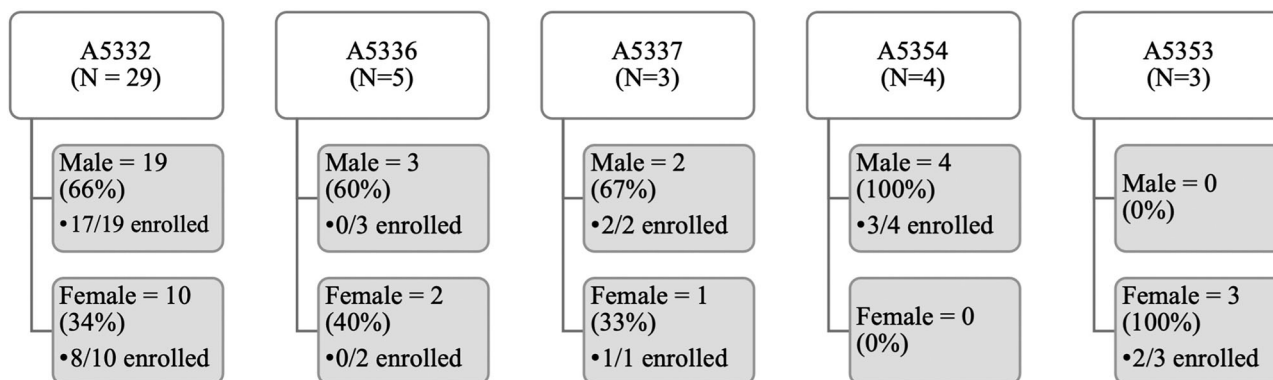 A5332
(N = 29)
Male = 19
(66%)
•17/19 enrolled
Female = 10
(34%)
•8/10 enrolled
A5336
(N=5)
Male = 3
(60%)
•0/3 enrolled
Female = 2
(40%)
•0/2 enrolled
A5337
(N=3)
Male = 2
(67%)
•2/2 enrolled
Female = 1
(33%)
•1/1 enrolled
A5354
(N=4)
Male = 4
(100%)
•3/4 enrolled
Female = 0
(0%)
A5353
(N=3)
Male = 0
(0%)
Female = 3
(100%)
•2/3 enrolled